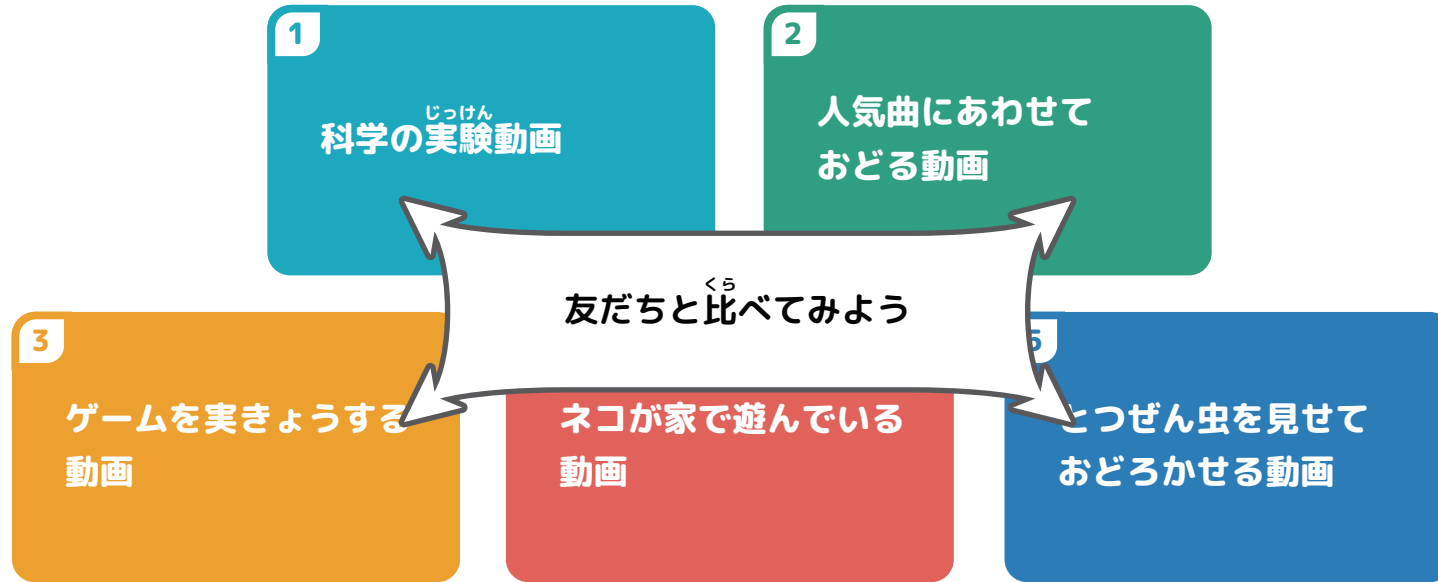 1
科学の実験動画
じっけん
2
人気曲にあわせて
おどる動画
友だちと比べてみよう
くら
3
ゲームを実きょうする
動画
ネコが家で遊んでいる
動画
5
とつぜん虫を見せて
おどろかせる動画